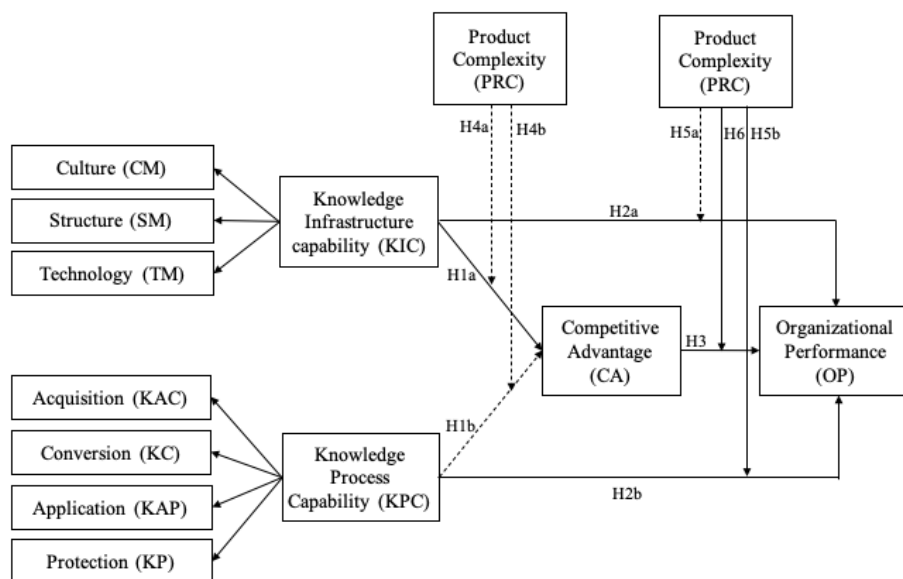 Product
Complexity
(PRC)
Product
Complexity
(PRC)
H4a
H4b
H5a
H6
H5b
Culture (CM)
Structure (SM)
Technology (TM)
Knowledge
Infrastructure
capability (KIC)
H2a
H1a
Competitive
Advantage
(CA)
H3
Organizational
Performance
(OP)
Acquisition (KAC)
Conversion (KC)
Application (KAP)
Protection (KP)
H1b
Knowledge
Process
Capability (KPC)
H2b